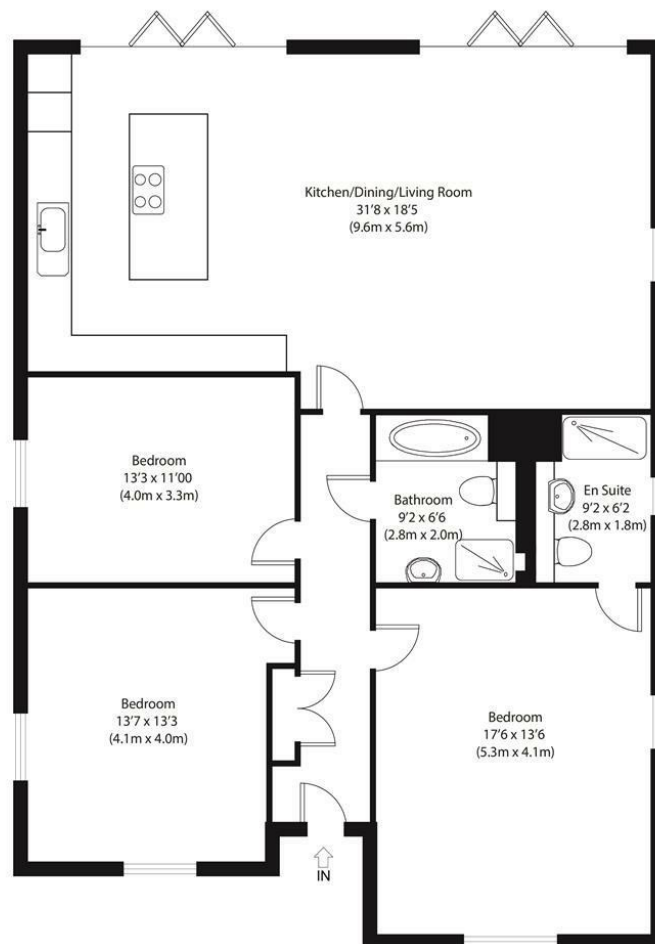 Kitchen/Dining/Living Room
31'8 x 18'5
(9.6m x 5.6m)
Bedroom
13'3 x 11'00
(4.0m x 3.3m)
Bathroom
9'2 x 6'6
(2.8m x 2.0m)
En Suite
9'2 x 6'2
(2.8m x 1.8m)
Bedroom
13'7 x 13'3
(4.1m x 4.0m)
Bedroom
17'6 x 13'6
(5.3m x 4.1m)
IN